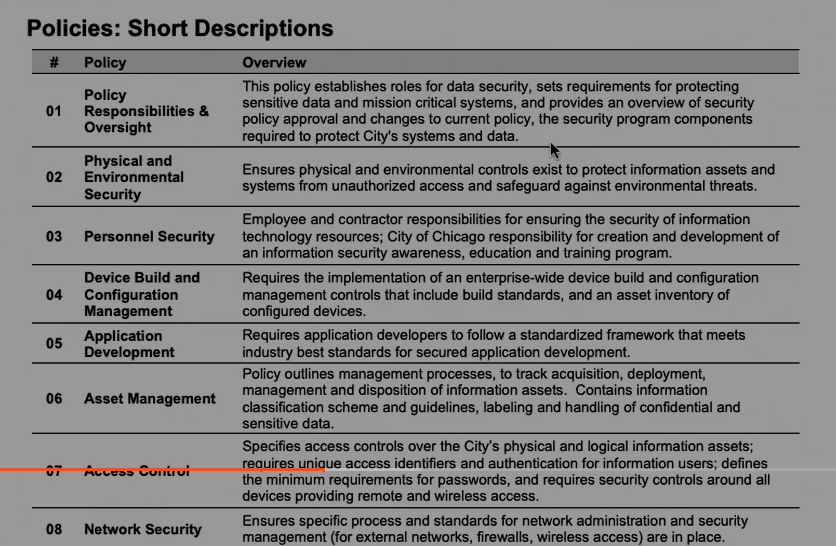 Policies: Short Descriptions
# Policy Overview
01
Policy
Responsibilities &
Oversight
This policy establishes roles for data security, sets requirements for protecting
sensitive data and mission critical systems, and provides an overview of security
policy approval and changes to current policy, the security program components
required to protect City's systems and data.
02
Physical and
Environmental
Security
Ensures physical and environmental controls exist to protect information assets and
systems from unauthorized access and safeguard against environmental threats.
03
Personnel Security
Employee and contractor responsibilities for ensuring the security of information
technology resources; City of Chicago responsibility for creation and development of
an information security awareness, education and training program.
04
Device Build and
Configuration
Management
Requires the implementation of an enterprise-wide device build and configuration
management controls that include build standards, and an asset inventory of
configured devices.
05
Application
Development
Requires application developers to follow a standardized framework that meets
industry best standards for secured application development.
06
Asset Management
Policy outlines management processes, to track acquisition, deployment,
management and disposition of information assets. Contains information
classification scheme and guidelines, labeling and handling of confidential and
sensitive data.
07
Access Control
Specifies access controls over the City's physical and logical information assets;
requires unique access identifiers and authentication for information users; defines
the minimum requirements for passwords, and requires security controls around all
devices providing remote and wireless access.
08
Network Security
Ensures specific process and standards for network administration and security
management (for external networks, firewalls, wireless access) are in place.